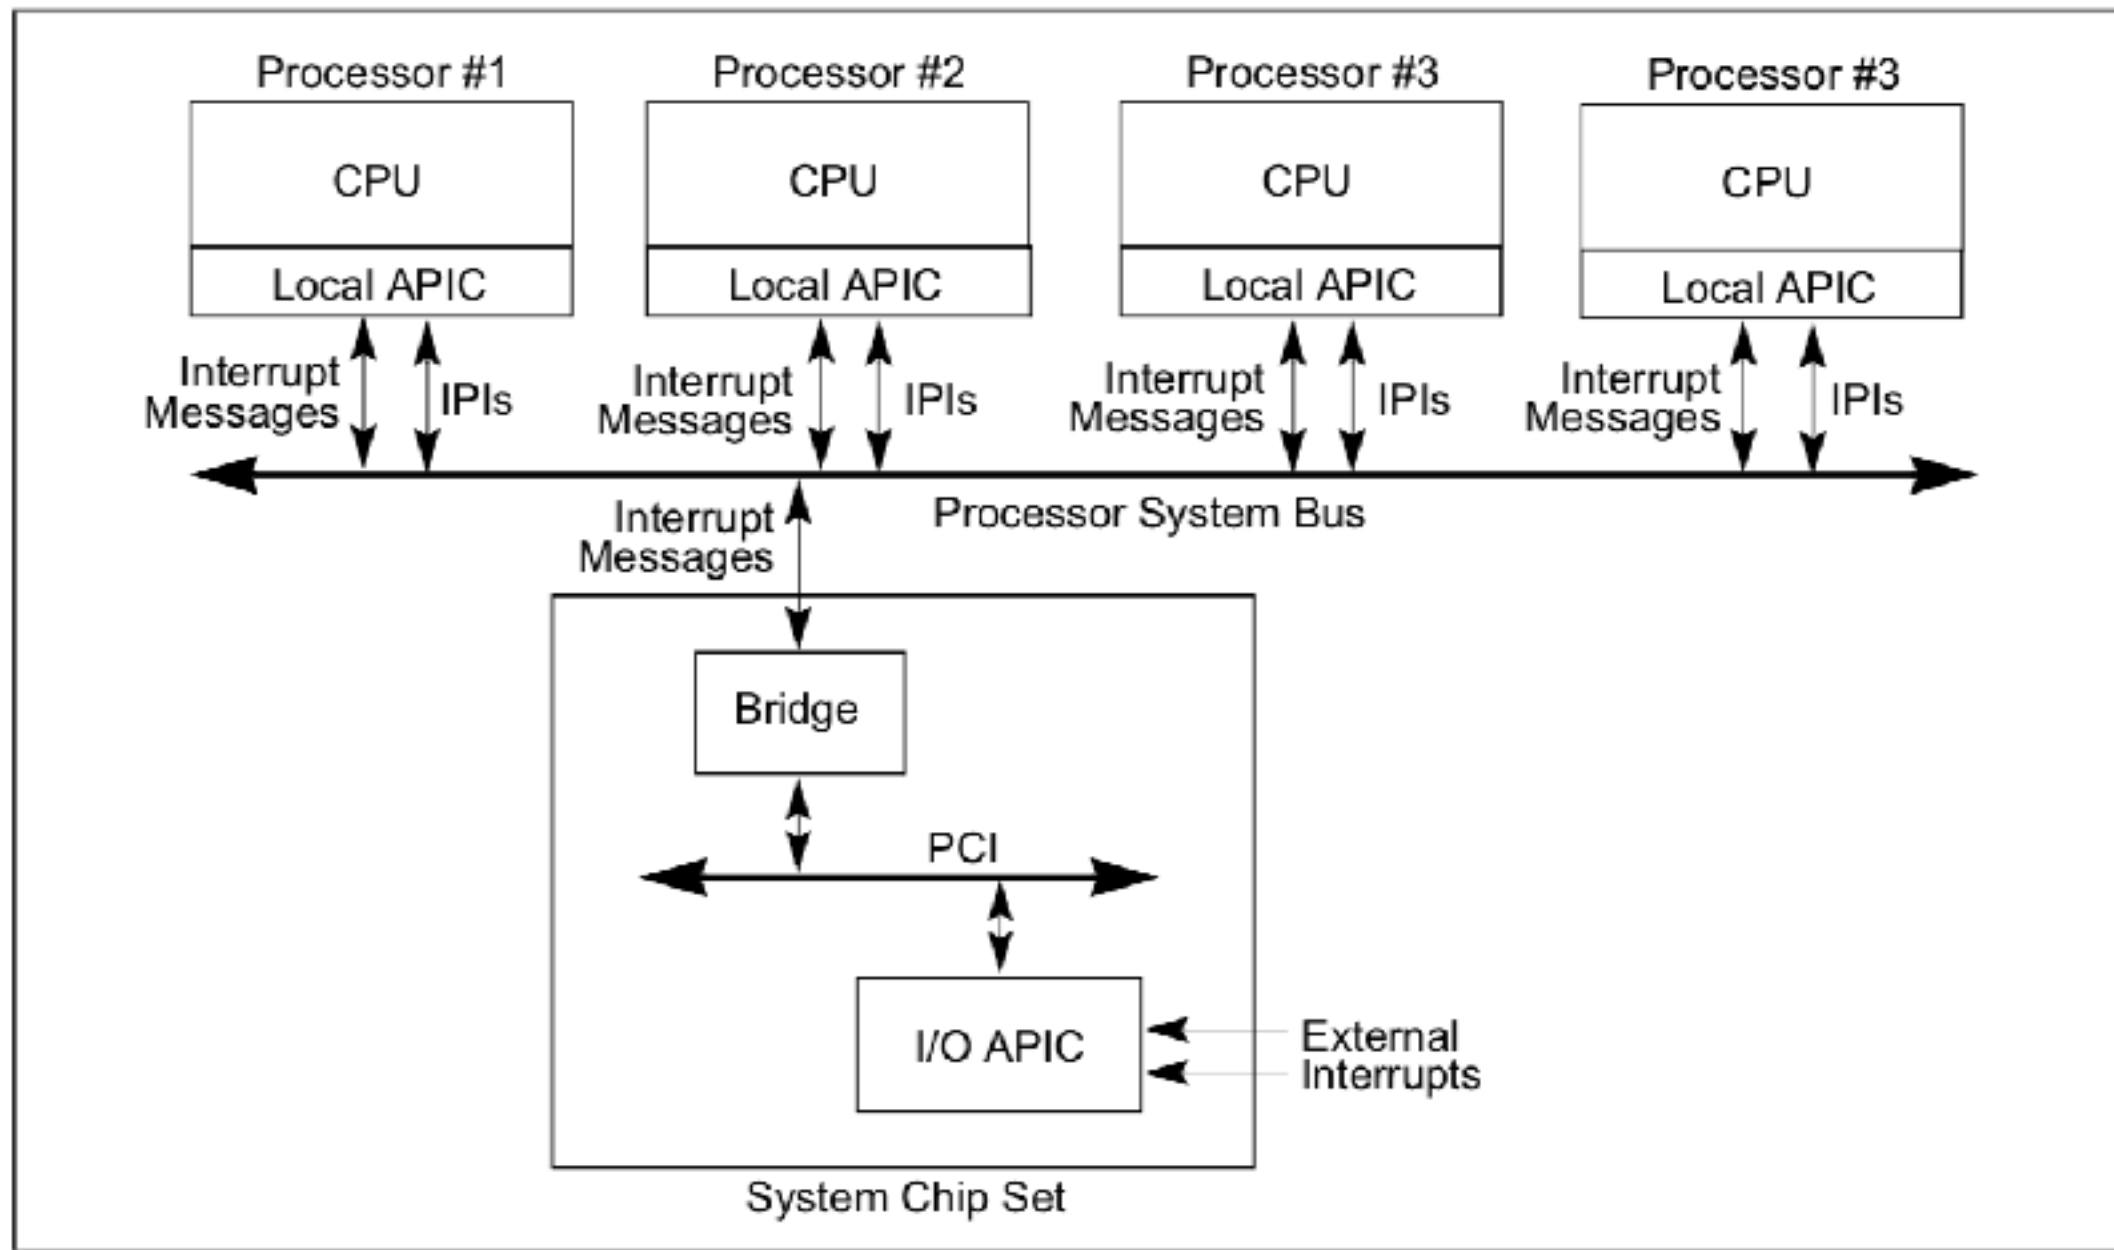 Processor #1
Processor #2
Processor #3
Processor #3
CPU
CPU
CPU
CPU
Local APIC
Local APIC
Local APIC
Local APIC
Interrupt
Messages
IPIs
Interrupt
Messages
IPIs
Interrupt
Messages
IPIs
Interrupt
Messages
IPIs
Interrupt
Messages
Processor System Bus
Bridge
PCI
I/O APIC
External
Interrupts
System Chip Set